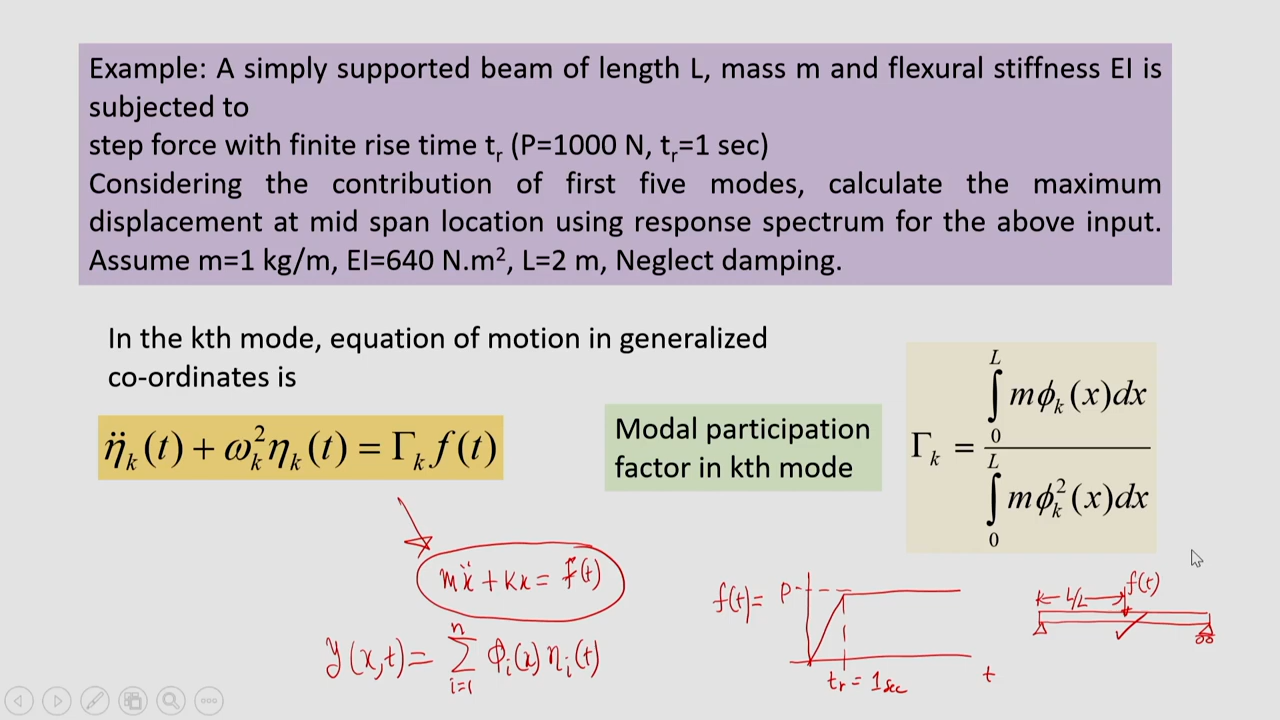 Example: A simply supported beam of length L, mass m and flexural stiffness EI is
subjected to
step force with finite rise time tᵣ (P=1000 N, tᵣ=1 sec)
Considering the contribution of first five modes, calculate the maximum
displacement at mid span location using response spectrum for the above input.
Assume m=1 kg/m, EI=640 N.m², L=2 m, Neglect damping.
In the kth mode, equation of motion in generalized
co-ordinates is
η̈ₖ(t) + ωₖ²ηₖ(t) = Γₖ f(t)
Modal participation
factor in kth mode
Γₖ = ∫₀ᴸ mϕₖ(x)dx / ∫₀ᴸ mϕₖ²(x)dx
mẍ + Kx = f(t)
y(x,t) = Σᵢ₌₁ⁿ ϕᵢ(x) ηᵢ(t)
f(t) = P
tᵣ = 1 sec
t
f(t)